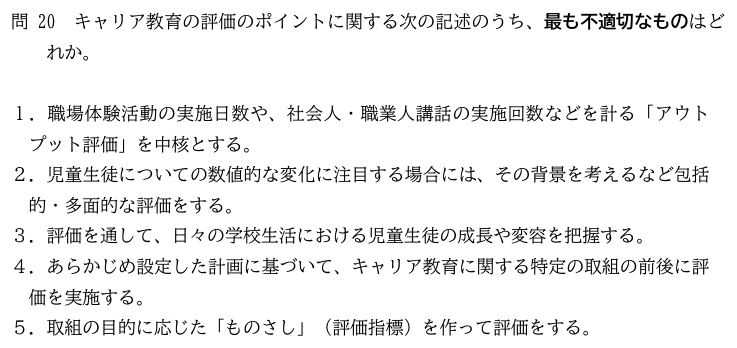 問 20　キャリア教育の評価のポイントに関する次の記述のうち、最も不適切なものはど
れか。
１．職場体験活動の実施日数や、社会人・職業人講話の実施回数などを計る「アウト
プット評価」を中核とする。
２．児童生徒についての数値的な変化に注目する場合には、その背景を考えるなど包括
的・多面的な評価をする。
３．評価を通して、日々の学校生活における児童生徒の成長や変容を把握する。
４．あらかじめ設定した計画に基づいて、キャリア教育に関する特定の取組の前後に評
価を実施する。
５．取組の目的に応じた「ものさし」（評価指標）を作って評価をする。